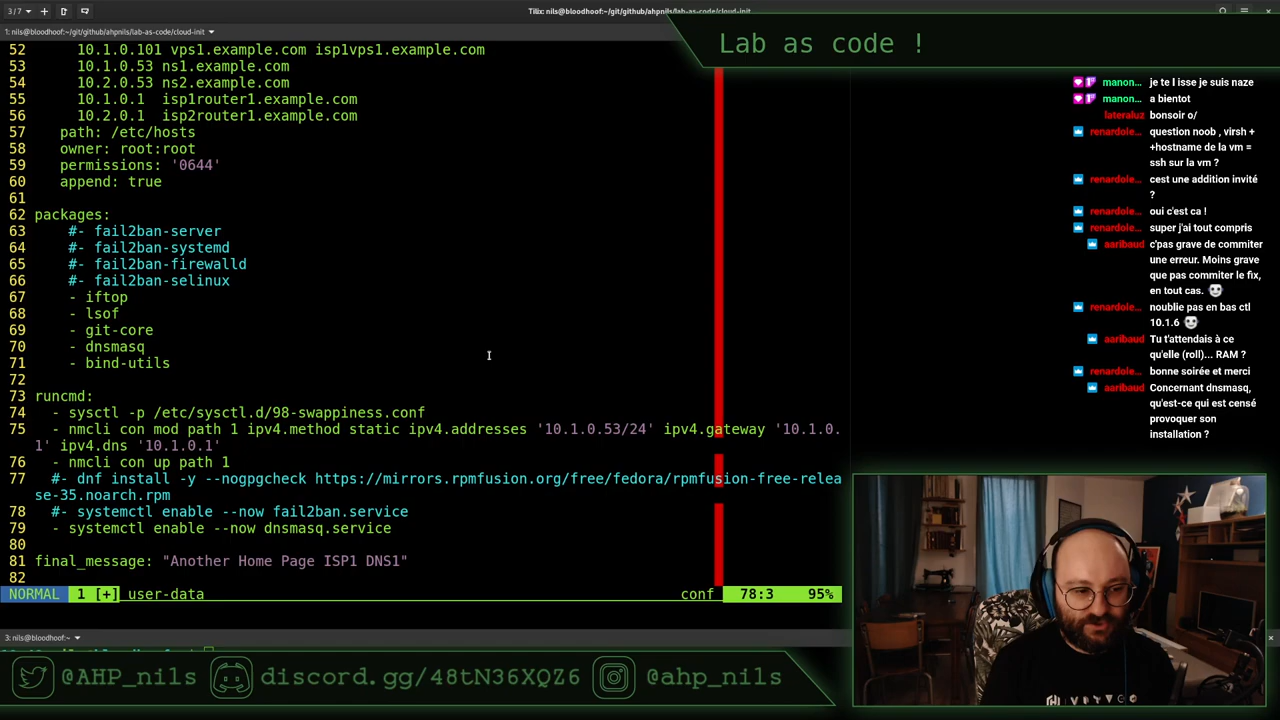 3 / 7
Tilix: nils@bloodhoof:~/git/github/ahpnils/lab-as-code/cloud-init
1: nils@bloodhoof:~/git/github/ahpnils/lab-as-code/cloud-init
Lab as code !
52 10.1.0.101 vps1.example.com isp1vps1.example.com
53 10.1.0.53 ns1.example.com
54 10.2.0.53 ns2.example.com
55 10.1.0.1 isp1router1.example.com
56 10.2.0.1 isp2router1.example.com
57 path: /etc/hosts
58 owner: root:root
59 permissions: '0644'
60 append: true
61
62 packages:
63 #- fail2ban-server
64 #- fail2ban-systemd
65 #- fail2ban-firewalld
66 #- fail2ban-selinux
67 - iftop
68 - lsof
69 - git-core
70 - dnsmasq
71 - bind-utils
72
73 runcmd:
74 - sysctl -p /etc/sysctl.d/98-swappiness.conf
75 - nmcli con mod path 1 ipv4.method static ipv4.addresses '10.1.0.53/24' ipv4.gateway '10.1.0.
1' ipv4.dns '10.1.0.1'
76 - nmcli con up path 1
77 #- dnf install -y --nogpgcheck https://mirrors.rpmfusion.org/free/fedora/rpmfusion-free-relea
se-35.noarch.rpm
78 #- systemctl enable --now fail2ban.service
79 - systemctl enable --now dnsmasq.service
80
81 final_message: "Another Home Page ISP1 DNS1"
82
NORMAL 1 [+] user-data conf 78:3 95%
3: nils@bloodhoof:~
manon… je te l isse je suis naze
manon… a bientot
lateraluz bonsoir o/
renardole… question noob , virsh +
+hostname de la vm =
ssh sur la vm ?
renardole… cest une addition invité
?
renardole… oui c'est ca !
renardole… super j'ai tout compris
aaribaud c'pas grave de commiter
une erreur. Moins grave
que pas commiter le fix,
en tout cas.
renardole… noublie pas en bas ctl
10.1.6
aaribaud Tu t'attendais à ce
qu'elle (roll)... RAM ?
renardole… bonne soirée et merci
aaribaud Concernant dnsmasq,
qu'est-ce qui est censé
provoquer son
installation ?
@AHP_nils discord.gg/48tN36XQZ6 @ahp_nils